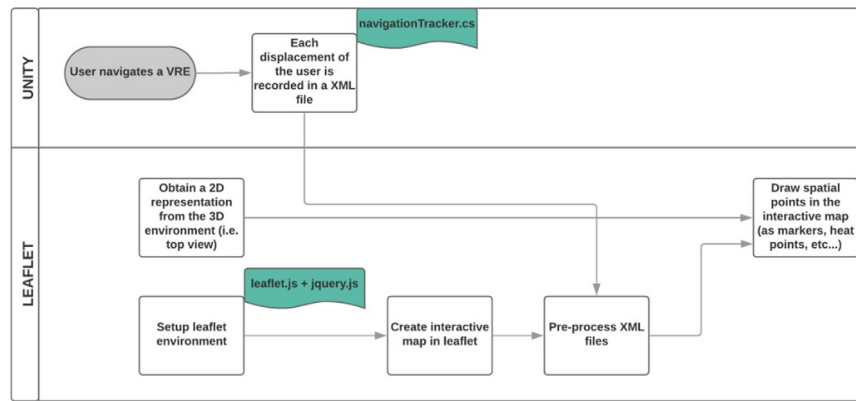 UNITY
User navigates a VRE
Each
displacement of
the user is
recorded in a XML
file
navigationTracker.cs
LEAFLET
Obtain a 2D
representation
from the 3D
environment (i.e.
top view)
Draw spatial
points in the
interactive map
(as markers, heat
points, etc...)
leaflet.js + jquery.js
Setup leaflet
environment
Create interactive
map in leaflet
Pre-process XML
files